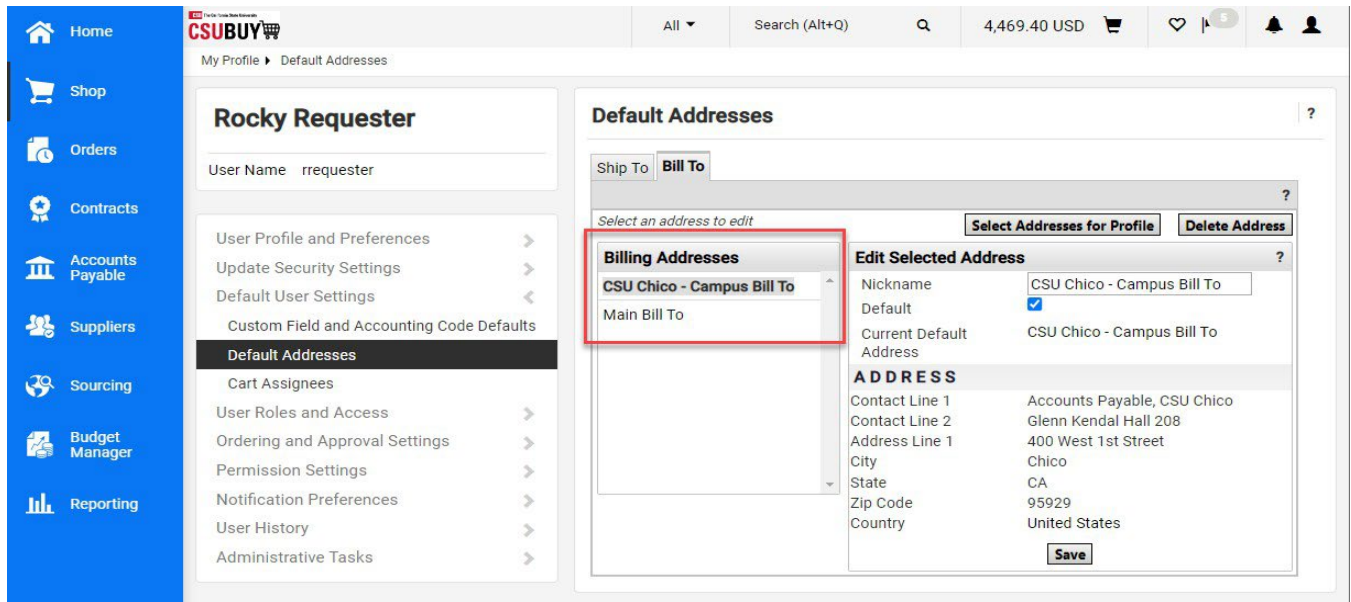 Home
Shop
Orders
Contracts
Accounts
Payable
Suppliers
Sourcing
Budget
Manager
Reporting
CSU The California State University
CSUBUY
All
Search (Alt+Q)
4,469.40 USD
5
My Profile Default Addresses
Rocky Requester
User Name rrequester
User Profile and Preferences
Update Security Settings
Default User Settings
Custom Field and Accounting Code Defaults
Default Addresses
Cart Assignees
User Roles and Access
Ordering and Approval Settings
Permission Settings
Notification Preferences
User History
Administrative Tasks
Default Addresses
?
Ship To Bill To
?
Select an address to edit
Select Addresses for Profile Delete Address
Billing Addresses
CSU Chico - Campus Bill To
Main Bill To
Edit Selected Address ?
Nickname CSU Chico - Campus Bill To
Default
Current Default CSU Chico - Campus Bill To
Address
ADDRESS
Contact Line 1 Accounts Payable, CSU Chico
Contact Line 2 Glenn Kendal Hall 208
Address Line 1 400 West 1st Street
City Chico
State CA
Zip Code 95929
Country United States
Save